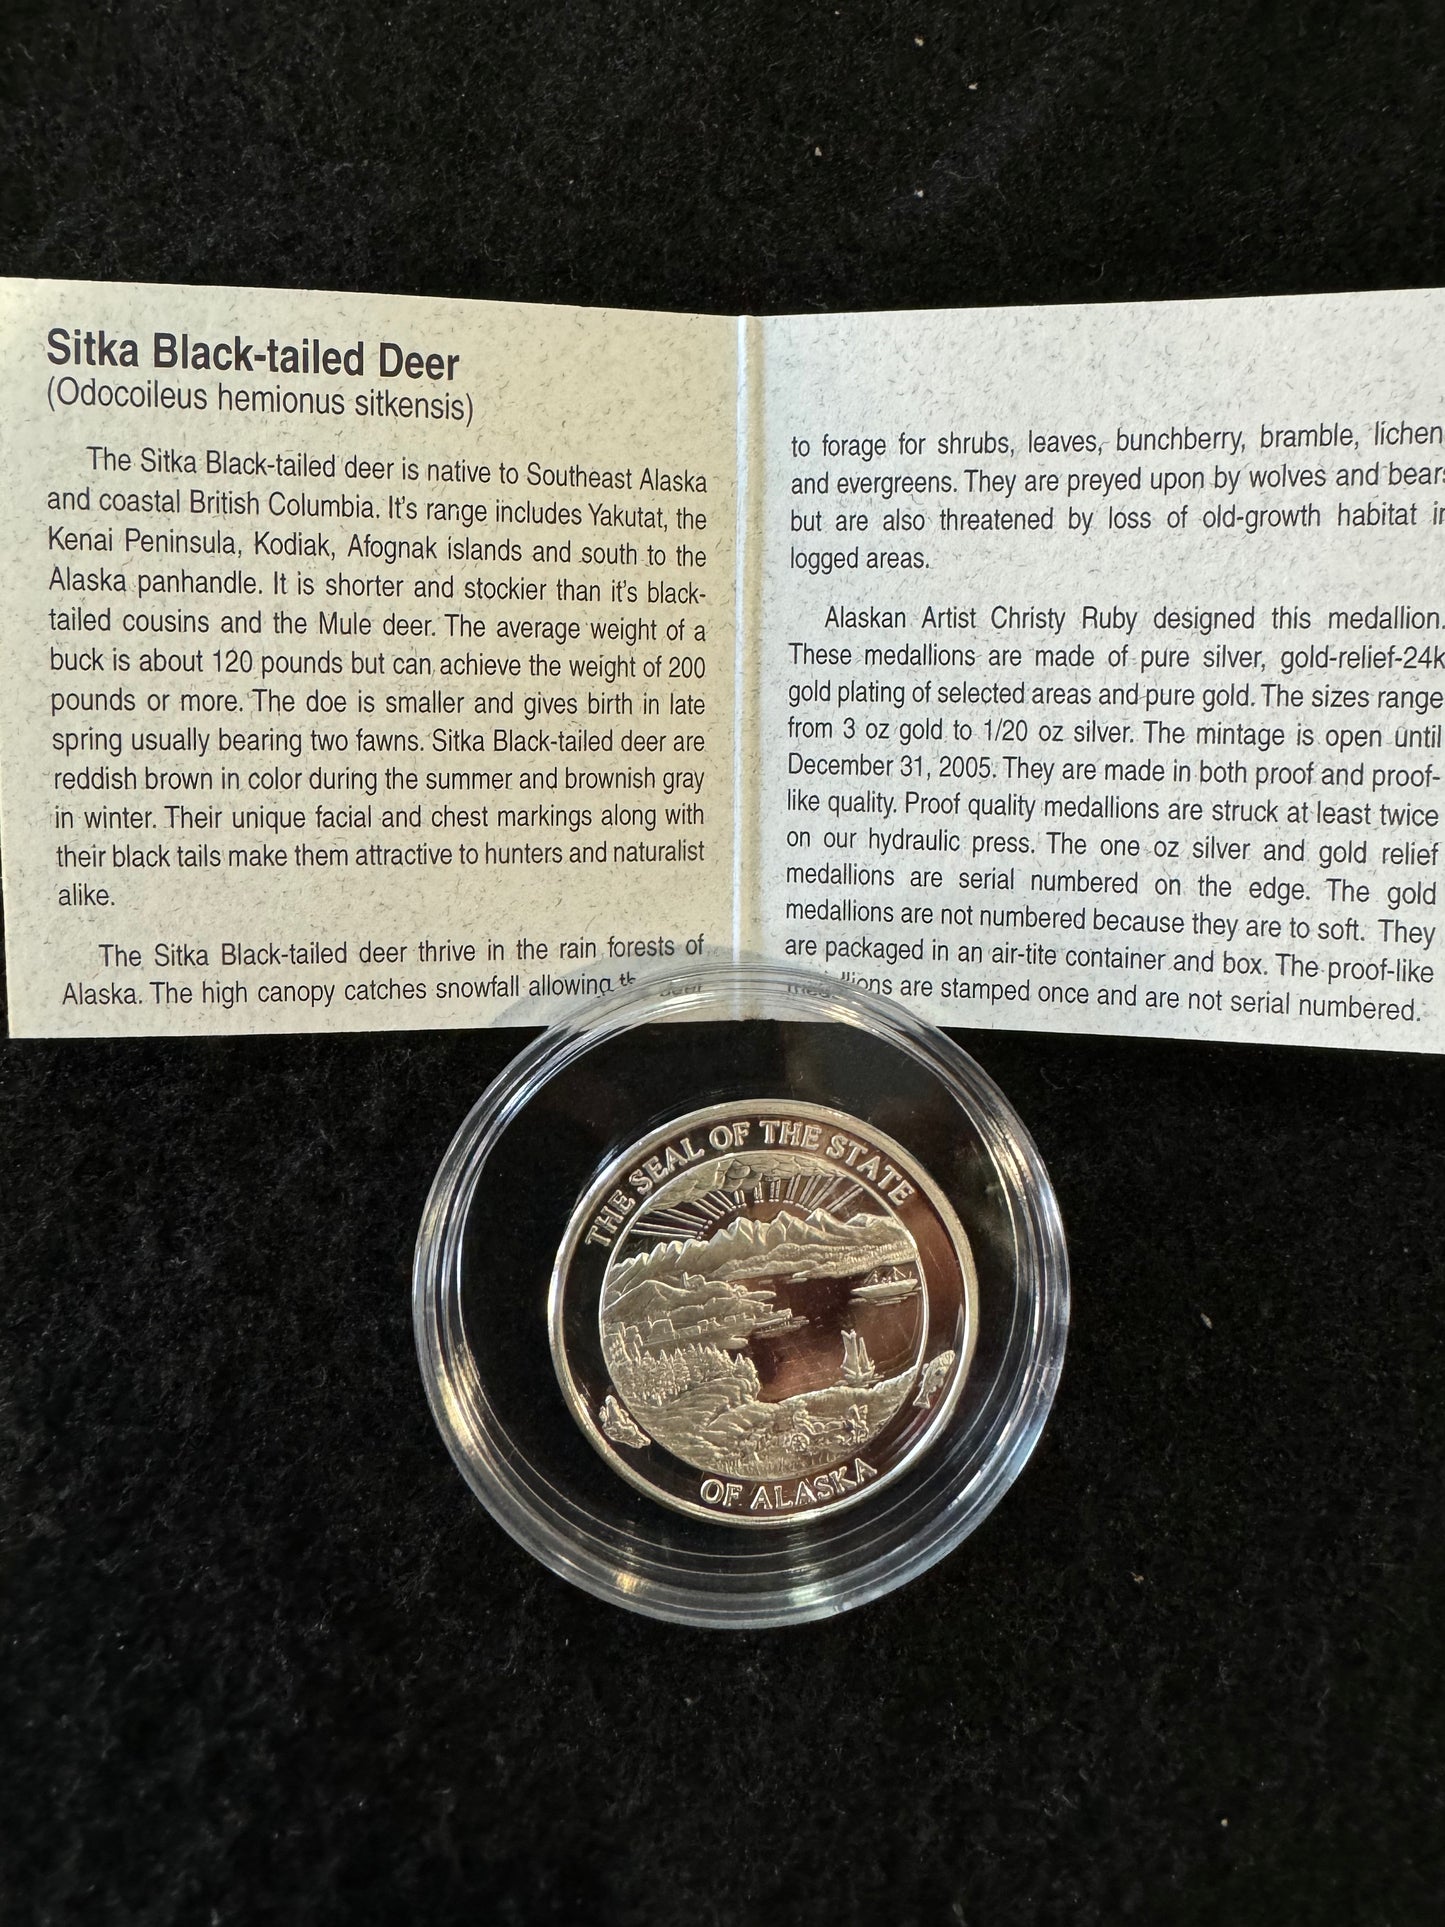 Sitka Black-tailed Deer
(Odocoileus hemionus sitkensis)
The Sitka Black-tailed deer is native to Southeast Alaska
and coastal British Columbia. It's range includes Yakutat, the
Kenai Peninsula, Kodiak, Afognak islands and south to the
Alaska panhandle. It is shorter and stockier than it's black-
tailed cousins and the Mule deer. The average weight of a
buck is about 120 pounds but can achieve the weight of 200
pounds or more. The doe is smaller and gives birth in late
spring usually bearing two fawns. Sitka Black-tailed deer are
reddish brown in color during the summer and brownish gray
in winter. Their unique facial and chest markings along with
their black tails make them attractive to hunters and naturalist
alike.
The Sitka Black-tailed deer thrive in the rain forests of
Alaska. The high canopy catches snowfall allowing
to forage for shrubs, leaves, bunchberry, bramble, lichen
and evergreens. They are preyed upon by wolves and bears
but are also threatened by loss of old-growth habitat in
logged areas.
Alaskan Artist Christy Ruby designed this medallion.
These medallions are made of pure silver, gold-relief-24k
gold plating of selected areas and pure gold. The sizes range
from 3 oz gold to 1/20 oz silver. The mintage is open until
December 31, 2005. They are made in both proof and proof-
like quality. Proof quality medallions are struck at least twice
on our hydraulic press. The one oz silver and gold relief
medallions are serial numbered on the edge. The gold
medallions are not numbered because they are to soft. They
are packaged in an air-tite container and box. The proof-like
medallions are stamped once and are not serial numbered.
THE SEAL OF THE STATE
OF ALASKA